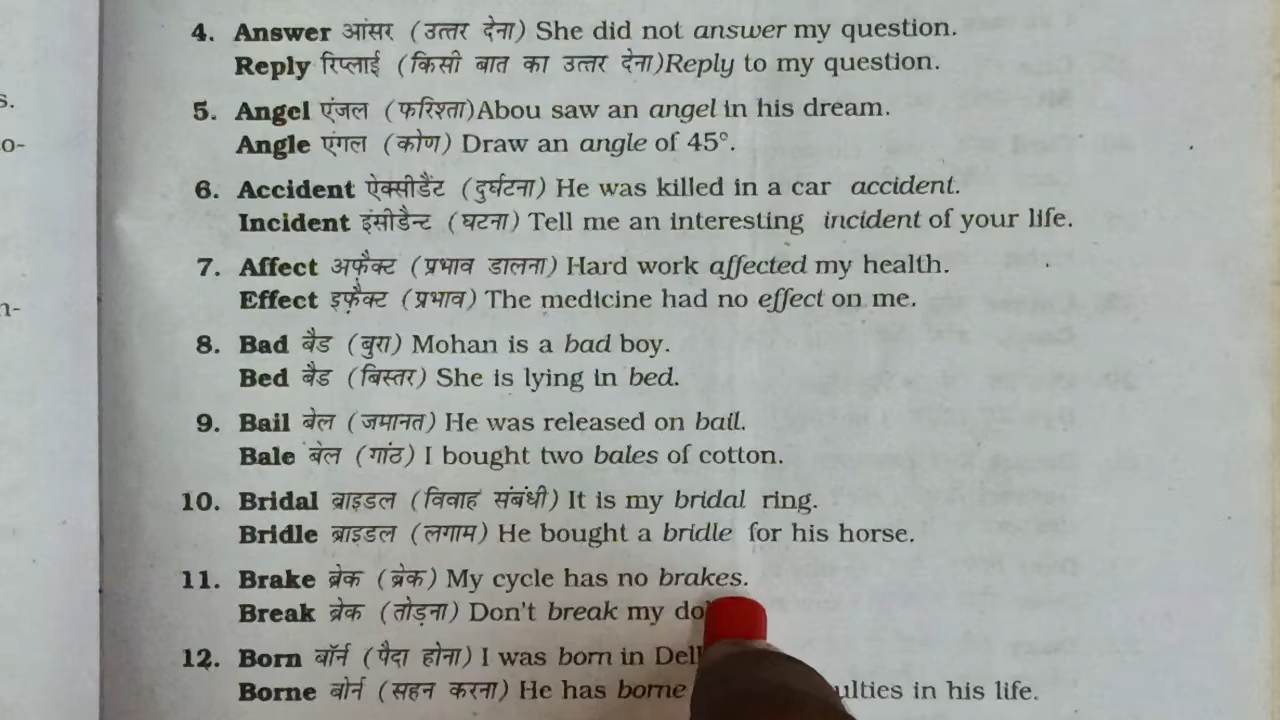 s.
o-
n-
4. Answer आंसर (उत्तर देना) She did not answer my question.
Reply रिप्लाई (किसी बात का उत्तर देना)Reply to my question.
5. Angel एंजल (फरिश्ता)Abou saw an angel in his dream.
Angle एंगल (कोण) Draw an angle of 45°.
6. Accident ऐक्सीडैंट (दुर्घटना) He was killed in a car accident.
Incident इंसीडैन्ट (घटना) Tell me an interesting incident of your life.
7. Affect अफ़ैक्ट (प्रभाव डालना) Hard work affected my health.
Effect इफ़ैक्ट (प्रभाव) The medicine had no effect on me.
8. Bad बैड (बुरा) Mohan is a bad boy.
Bed बैड (बिस्तर) She is lying in bed.
9. Bail बेल (जमानत) He was released on bail.
Bale बेल (गांठ) I bought two bales of cotton.
10. Bridal ब्राइडल (विवाह संबंधी) It is my bridal ring.
Bridle ब्राइडल (लगाम) He bought a bridle for his horse.
11. Brake ब्रेक (ब्रेक) My cycle has no brakes.
Break ब्रेक (तोड़ना) Don't break my
12. Born बॉर्न (पैदा होना) I was born in
Borne बोर्न (सहन करना) He has borne in his life.